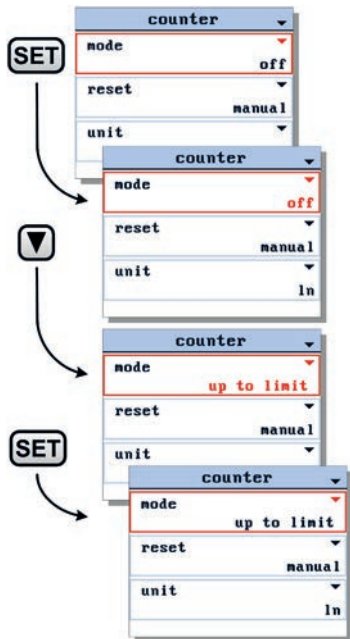 counter
SET
mode
off
reset
manual
unit
counter
mode
off
reset
manual
unit
ln
counter
mode
up to limit
reset
manual
unit
SET
counter
mode
up to limit
reset
manual
unit
ln